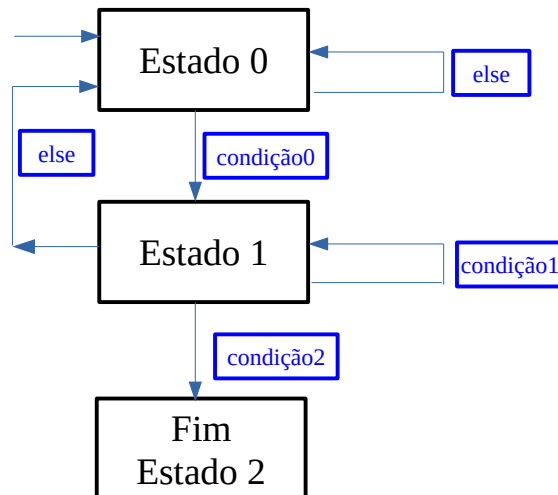 Estado 0
else
else
condição0
Estado 1
condição1
condição2
Fim
Estado 2